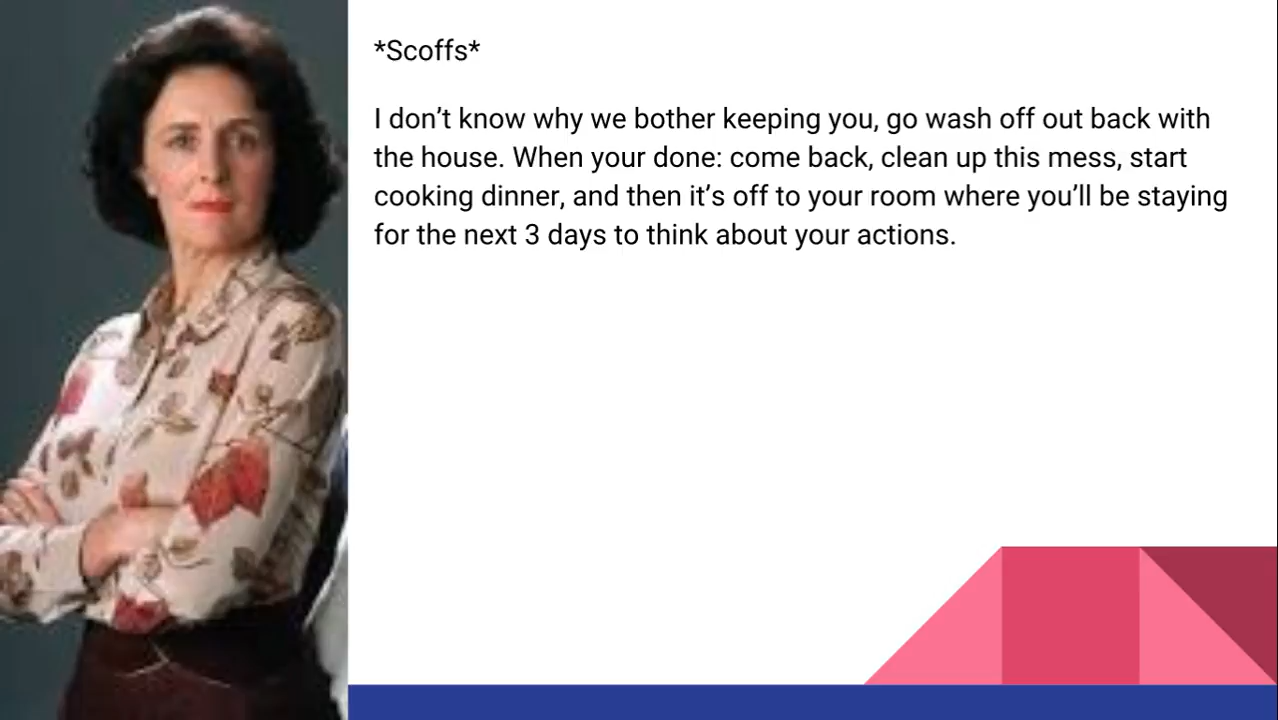 *Scoffs*
I don’t know why we bother keeping you, go wash off out back with
the house. When your done: come back, clean up this mess, start
cooking dinner, and then it’s off to your room where you’ll be staying
for the next 3 days to think about your actions.